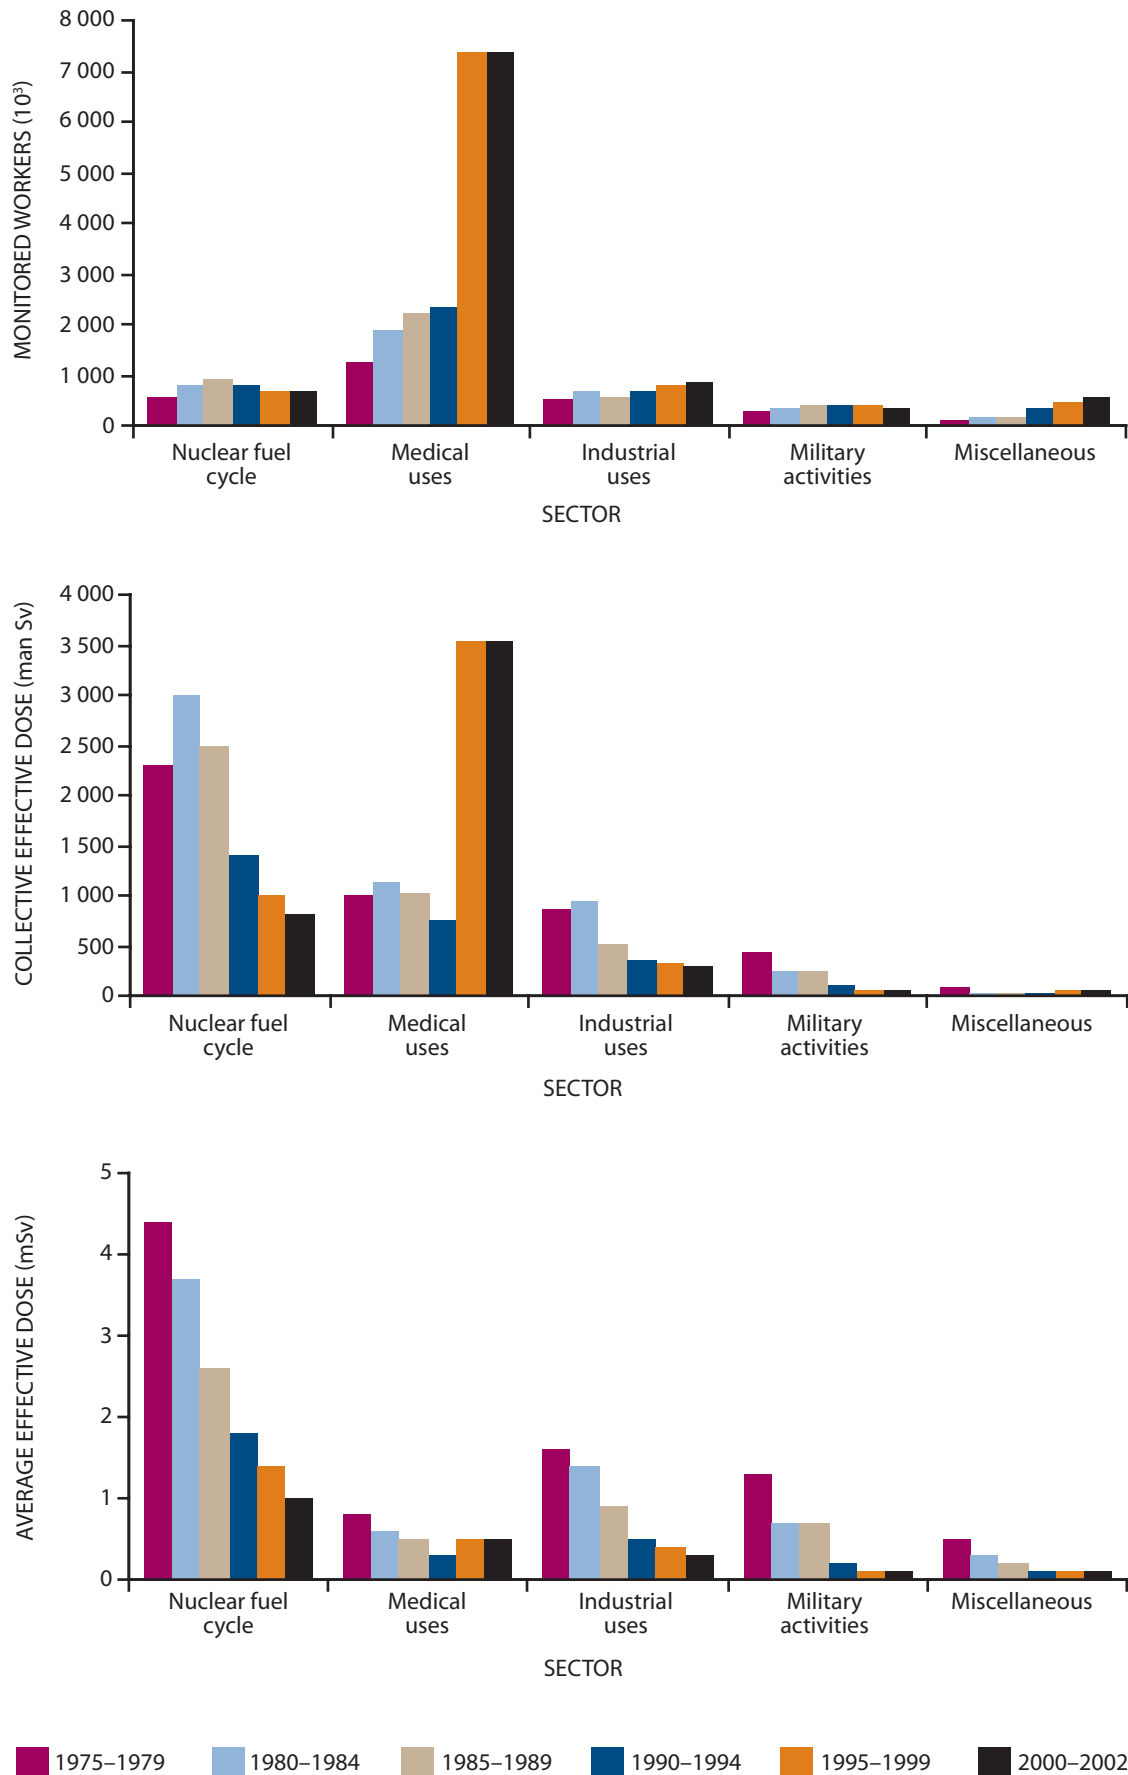 8 000
7 000
6 000
5 000
4 000
3 000
2 000
1 000
0
MONITORED WORKERS (10³)
Nuclear fuel cycle
Medical uses
Industrial uses
Military activities
Miscellaneous
SECTOR
4 000
3 500
3 000
2 500
2 000
1 500
1 000
500
0
COLLECTIVE EFFECTIVE DOSE (man Sv)
Nuclear fuel cycle
Medical uses
Industrial uses
Military activities
Miscellaneous
SECTOR
5
4
3
2
1
0
AVERAGE EFFECTIVE DOSE (mSv)
Nuclear fuel cycle
Medical uses
Industrial uses
Military activities
Miscellaneous
SECTOR
1975–1979 1980–1984 1985–1989 1990–1994 1995–1999 2000–2002